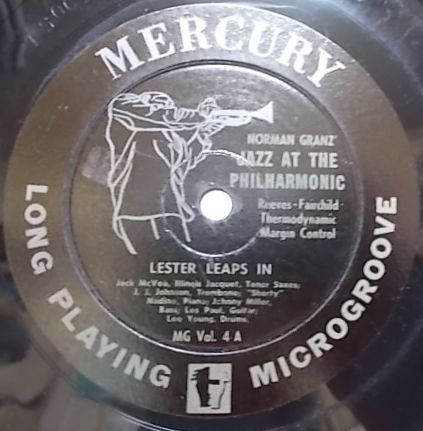 MERCURY
NORMAN GRANZ'
JAZZ AT THE
PHILHARMONIC
Reeves-Fairchild
Thermodynamic
Margin Control
LESTER LEAPS IN
Jack McVea, Illinois Jacquet, Tenor Saxes;
J. J. Johnson, Trombone; "Shorty"
Nadine, Piano; Johnny Miller,
Bass; Les Paul, Guitar;
Lee Young, Drums.
MG Vol. 4 A
LONG PLAYING MICROGROOVE